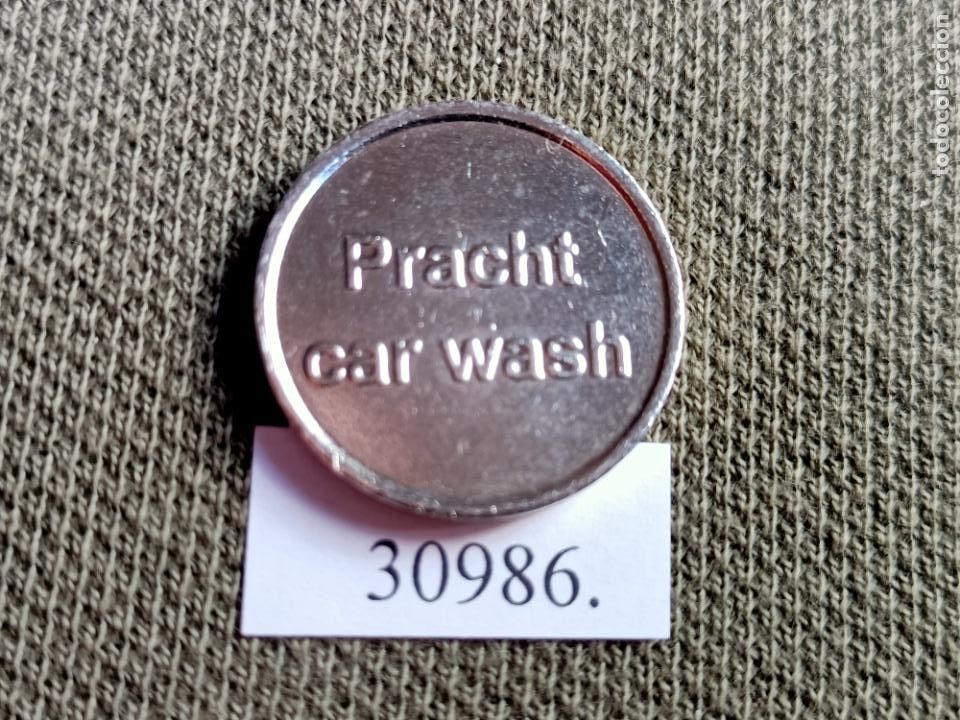 Pracht
car wash
30986.
todocoleccion